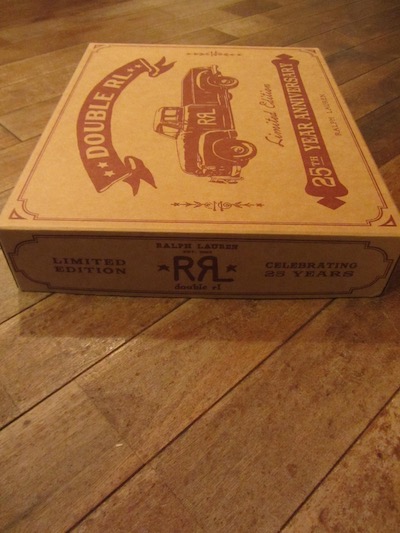 DOUBLE RL
RRL
Limited Edition
25TH YEAR ANNIVERSARY
RALPH LAUREN
RALPH LAUREN
LIMITED
EDITION
RRL
double rl
CELEBRATING
25 YEARS